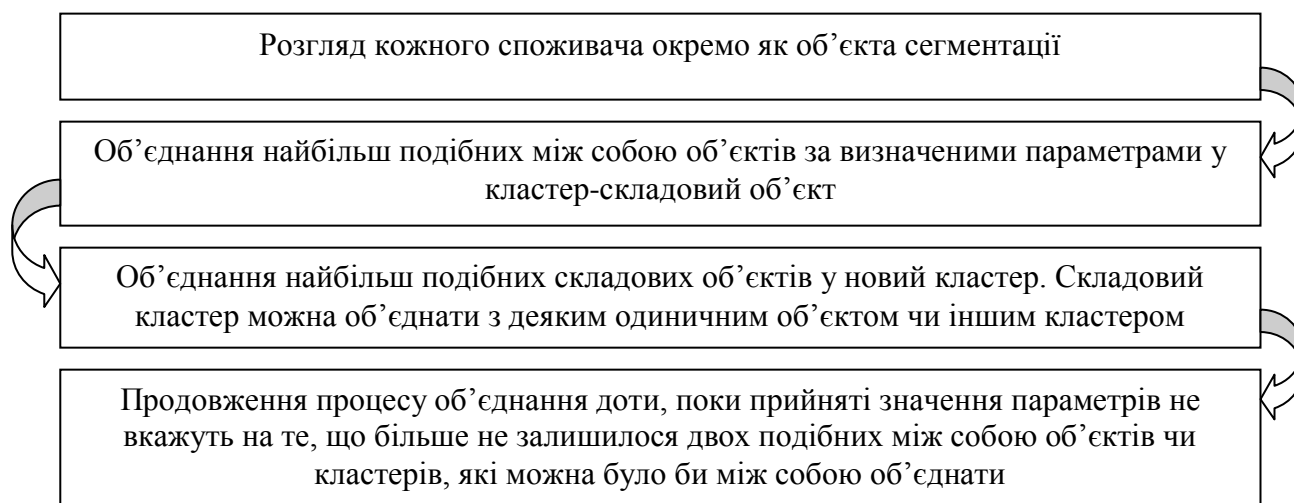 Розгляд кожного споживача окремо як об’єкта сегментації
Об’єднання найбільш подібних між собою об’єктів за визначеними параметрами у
кластер-складовий об’єкт
Об’єднання найбільш подібних складових об’єктів у новий кластер. Складовий
кластер можна об’єднати з деяким одиничним об’єктом чи іншим кластером
Продовження процесу об’єднання доти, поки прийняті значення параметрів не
вкажуть на те, що більше не залишилося двох подібних між собою об’єктів чи
кластерів, які можна було би між собою об’єднати